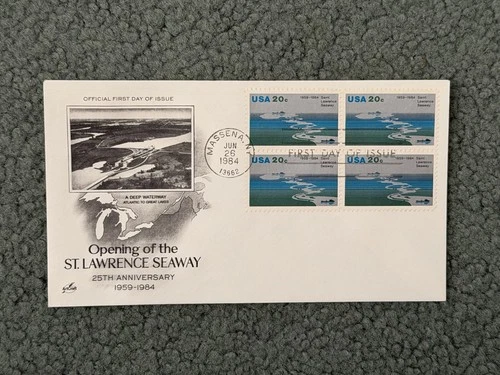 OFFICIAL FIRST DAY OF ISSUE
A DEEP WATERWAY
ATLANTIC TO GREAT LAKES
Opening of the
ST. LAWRENCE SEAWAY
25TH ANNIVERSARY
1959-1984
MASSENA, NY
JUN
26
1984
13662
FIRST DAY OF ISSUE
USA 20c
1959-1984 Saint
Lawrence
Seaway
USA 20c
1959-1984 Saint
Lawrence
Seaway
USA 20c
1959-1984 Saint
Lawrence
Seaway
USA 20c
1959-1984 Saint
Lawrence
Seaway